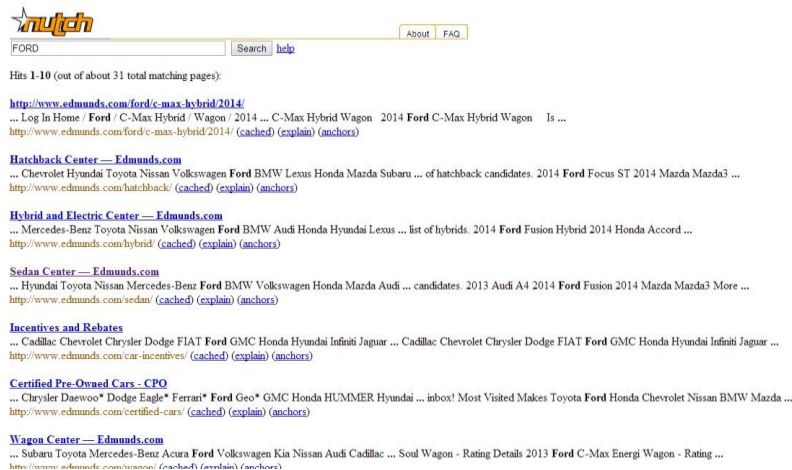 nutch
About FAQ
FORD Search help
Hits 1-10 (out of about 31 total matching pages):
http://www.edmunds.com/ford/c-max-hybrid/2014/
... Log In Home / Ford / C-Max Hybrid / Wagon / 2014 ... C-Max Hybrid Wagon 2014 Ford C-Max Hybrid Wagon Is ...
http://www.edmunds.com/ford/c-max-hybrid/2014/ (cached) (explain) (anchors)
Hatchback Center — Edmunds.com
... Chevrolet Hyundai Toyota Nissan Volkswagen Ford BMW Lexus Honda Mazda Subaru ... of hatchback candidates. 2014 Ford Focus ST 2014 Mazda Mazda3 ...
http://www.edmunds.com/hatchback/ (cached) (explain) (anchors)
Hybrid and Electric Center — Edmunds.com
... Mercedes-Benz Toyota Nissan Volkswagen Ford BMW Audi Honda Hyundai Lexus ... list of hybrids. 2014 Ford Fusion Hybrid 2014 Honda Accord ...
http://www.edmunds.com/hybrid/ (cached) (explain) (anchors)
Sedan Center — Edmunds.com
... Hyundai Toyota Nissan Mercedes-Benz Ford BMW Volkswagen Honda Mazda Audi ... candidates. 2013 Audi A4 2014 Ford Fusion 2014 Mazda Mazda3 More ...
http://www.edmunds.com/sedan/ (cached) (explain) (anchors)
Incentives and Rebates
... Cadillac Chevrolet Chrysler Dodge FIAT Ford GMC Honda Hyundai Infiniti Jaguar ... Cadillac Chevrolet Chrysler Dodge FIAT Ford GMC Honda Hyundai Infiniti Jaguar ...
http://www.edmunds.com/car-incentives/ (cached) (explain) (anchors)
Certified Pre-Owned Cars - CPO
... Chrysler Daewoo* Dodge Eagle* Ferrari* Ford Geo* GMC Honda HUMMER Hyundai ... inbox! Most Visited Makes Toyota Ford Honda Chevrolet Nissan BMW Mazda ...
http://www.edmunds.com/certified-cars/ (cached) (explain) (anchors)
Wagon Center — Edmunds.com
... Subaru Toyota Mercedes-Benz Acura Ford Volkswagen Kia Nissan Audi Cadillac ... Soul Wagon - Rating Details 2013 Ford C-Max Energi Wagon - Rating ...
http://www.edmunds.com/wagon/ (cached) (explain) (anchors)